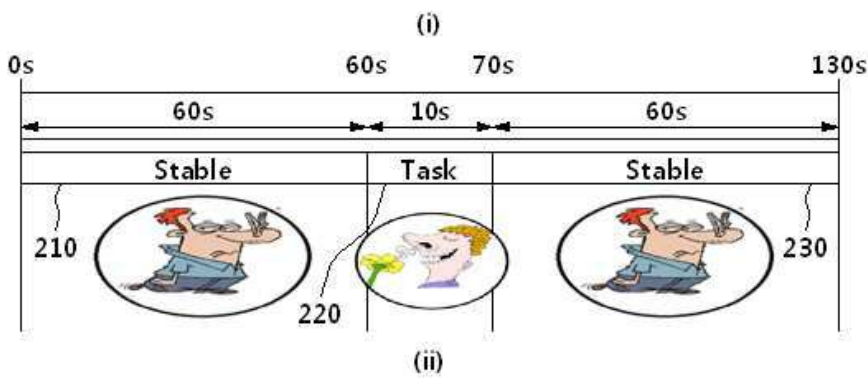 (i)
0s 60s 70s 130s
60s 10s 60s
Stable Task Stable
210 230
220
(ii)